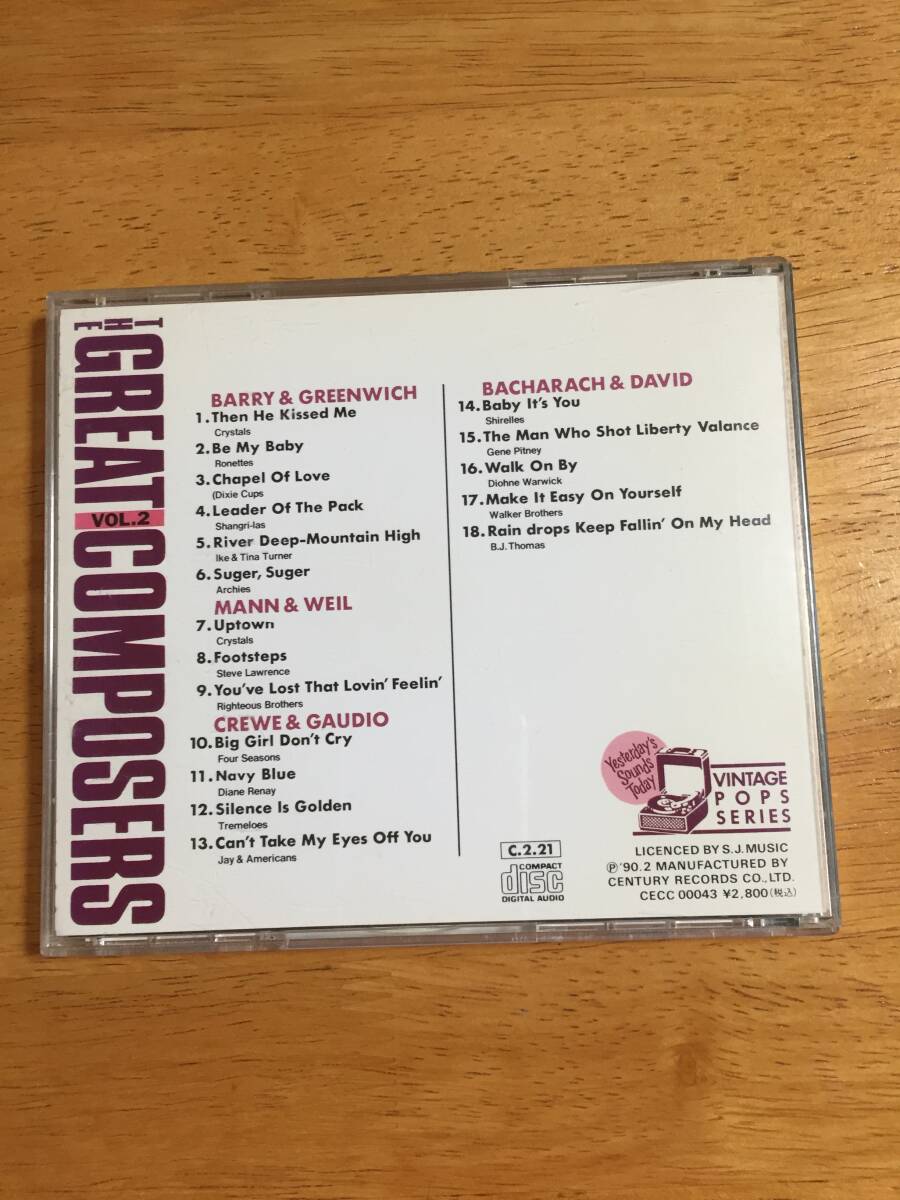 THE
GREAT COMPOSERS
VOL.2
BARRY & GREENWICH
1. Then He Kissed Me
Crystals
2. Be My Baby
Ronettes
3. Chapel Of Love
(Dixie Cups
4. Leader Of The Pack
Shangri-las
5. River Deep-Mountain High
Ike & Tina Turner
6. Suger, Suger
Archies
MANN & WEIL
7. Uptown
Crystals
8. Footsteps
Steve Lawrence
9. You've Lost That Lovin' Feelin'
Righteous Brothers
CREWE & GAUDIO
10. Big Girl Don't Cry
Four Seasons
11. Navy Blue
Diane Renay
12. Silence Is Golden
Tremeloes
13. Can't Take My Eyes Off You
Jay & Americans
BACHARACH & DAVID
14. Baby It's You
Shirelles
15. The Man Who Shot Liberty Valance
Gene Pitney
16. Walk On By
Diohne Warwick
17. Make It Easy On Yourself
Walker Brothers
18. Rain drops Keep Fallin' On My Head
B.J. Thomas
Yesterday's
Sounds
Today
VINTAGE
POPS
SERIES
C.2.21
COMPACT
disc
DIGITAL AUDIO
LICENCED BY S.J. MUSIC
Ⓟ'90.2 MANUFACTURED BY
CENTURY RECORDS CO., LTD.
CECC 00043 ¥2,800(税込)